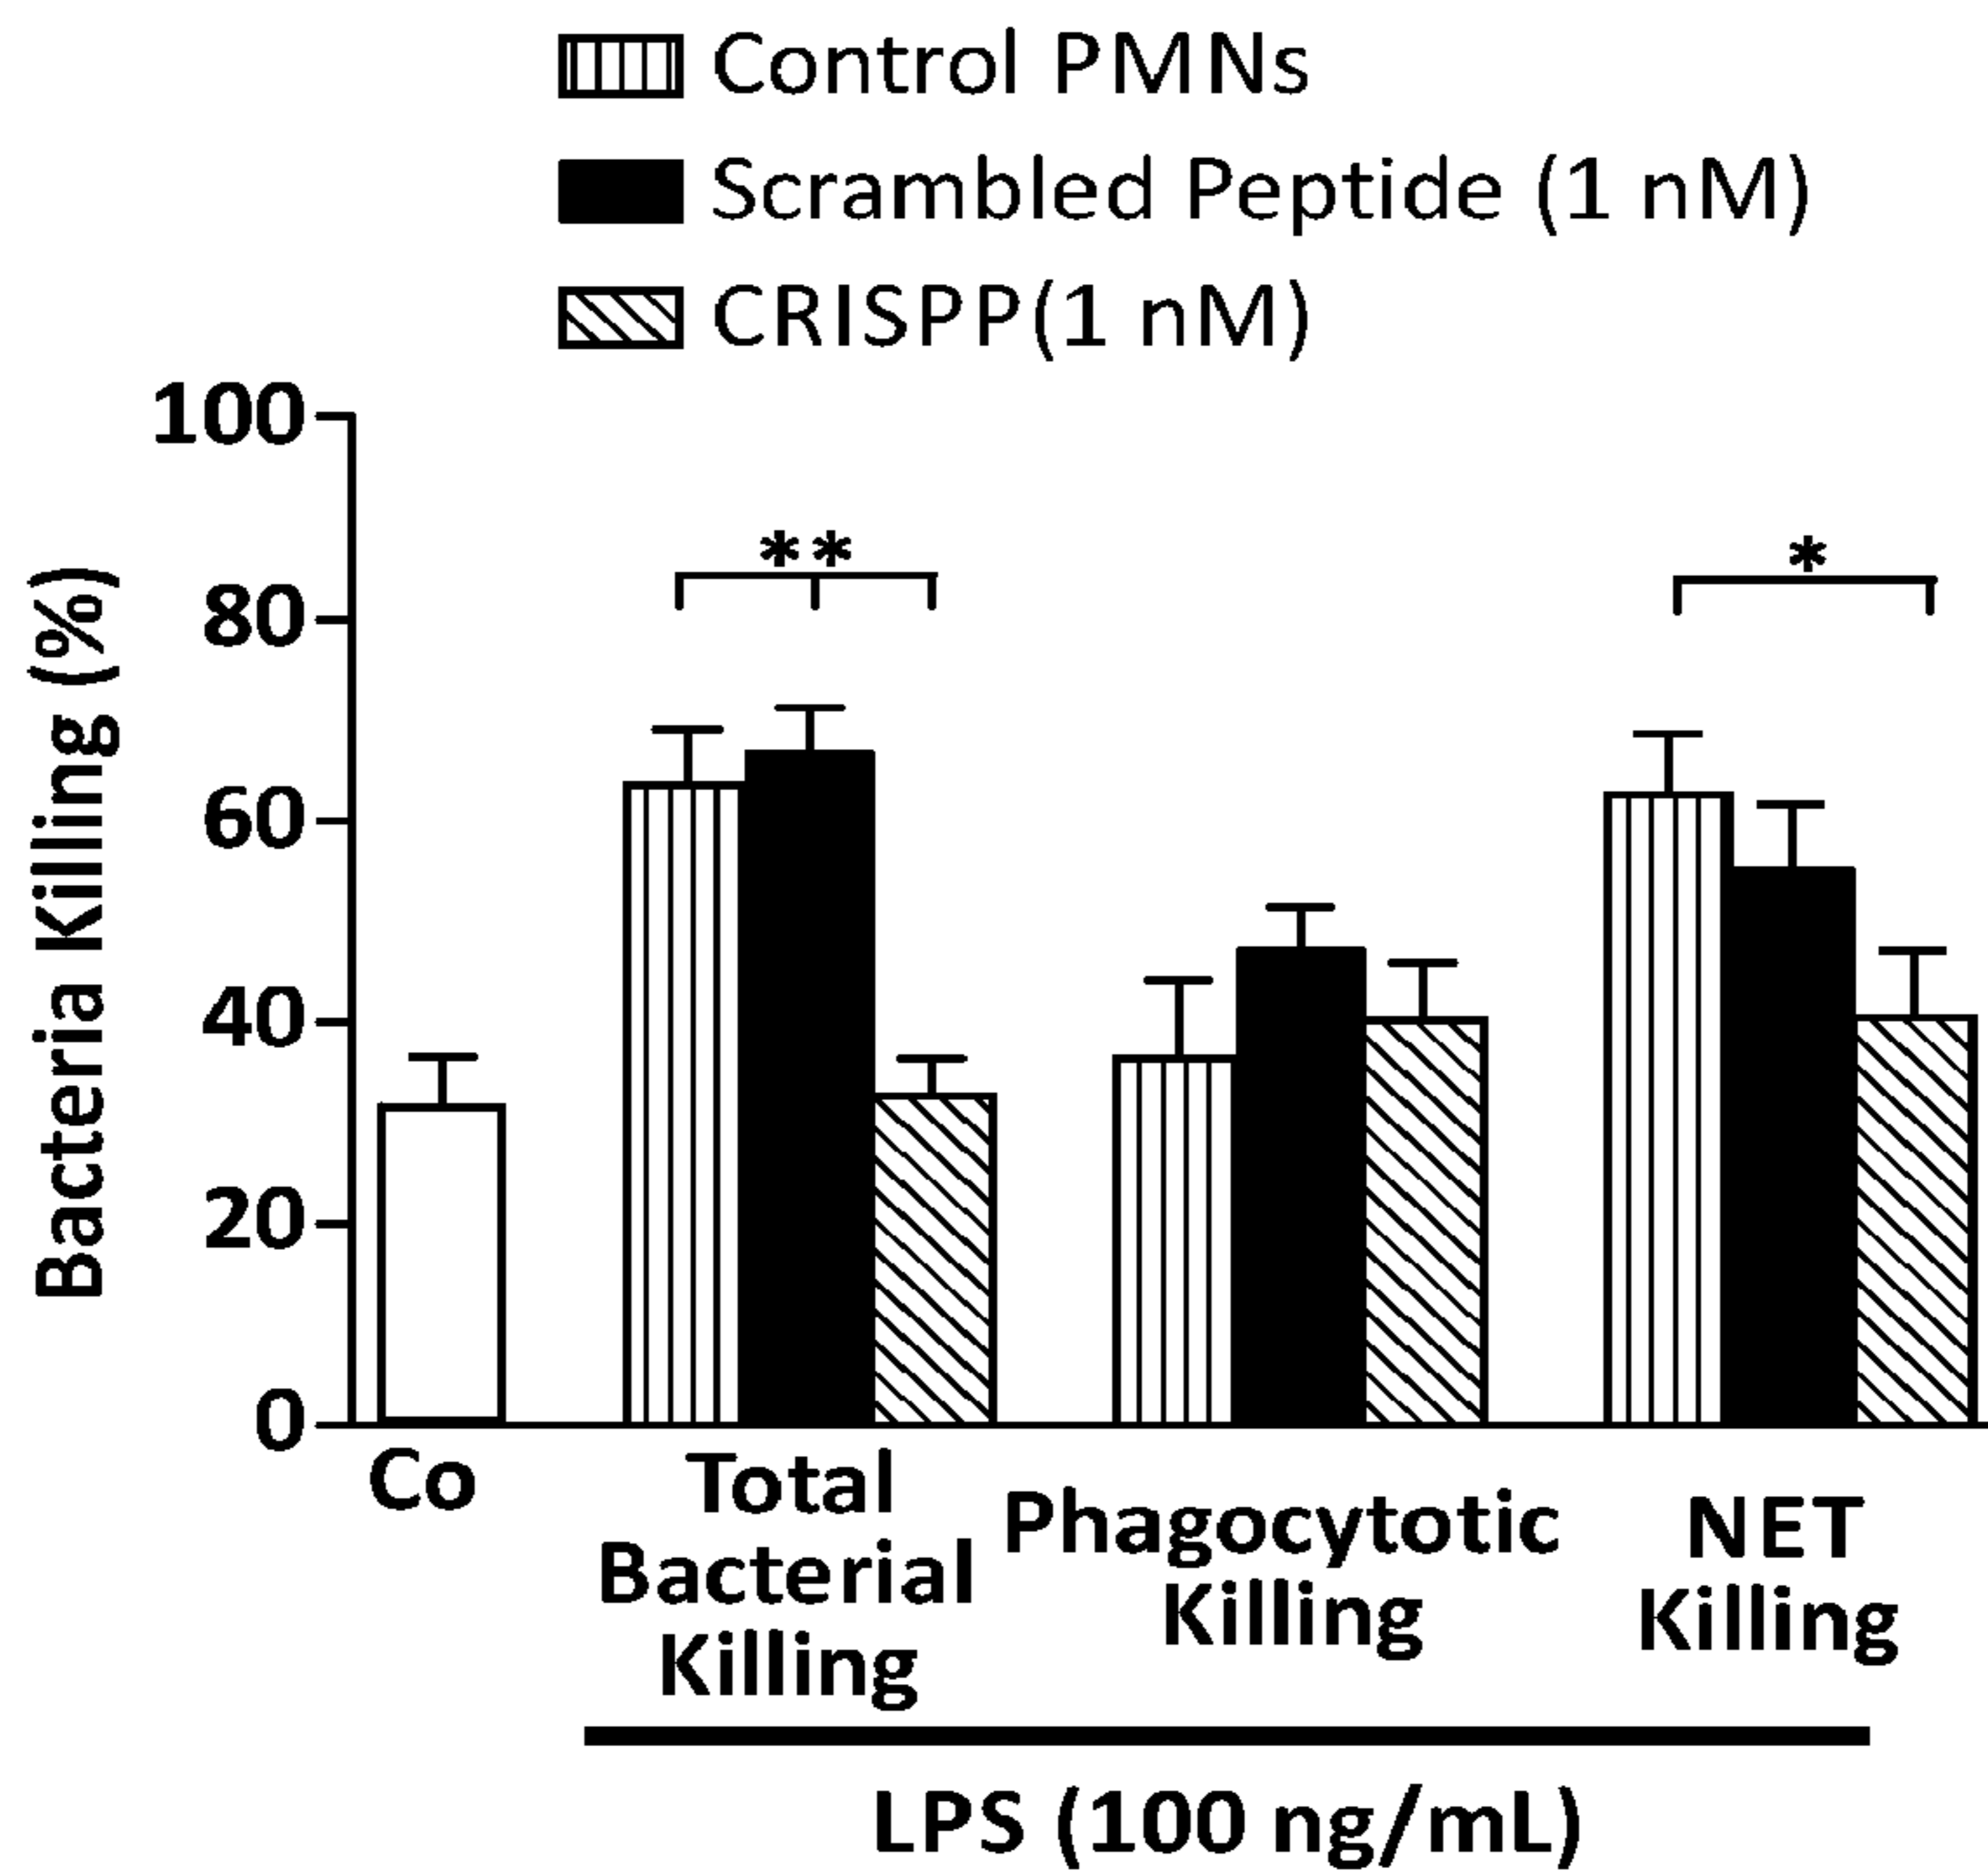 Control PMNs
Scrambled Peptide (1 nM)
CRISPP(1 nM)
100
80
60
40
20
0
Bacteria Killing (%)
**
*
Co
Total
Bacterial
Killing
Phagocytotic
Killing
NET
Killing
LPS (100 ng/mL)